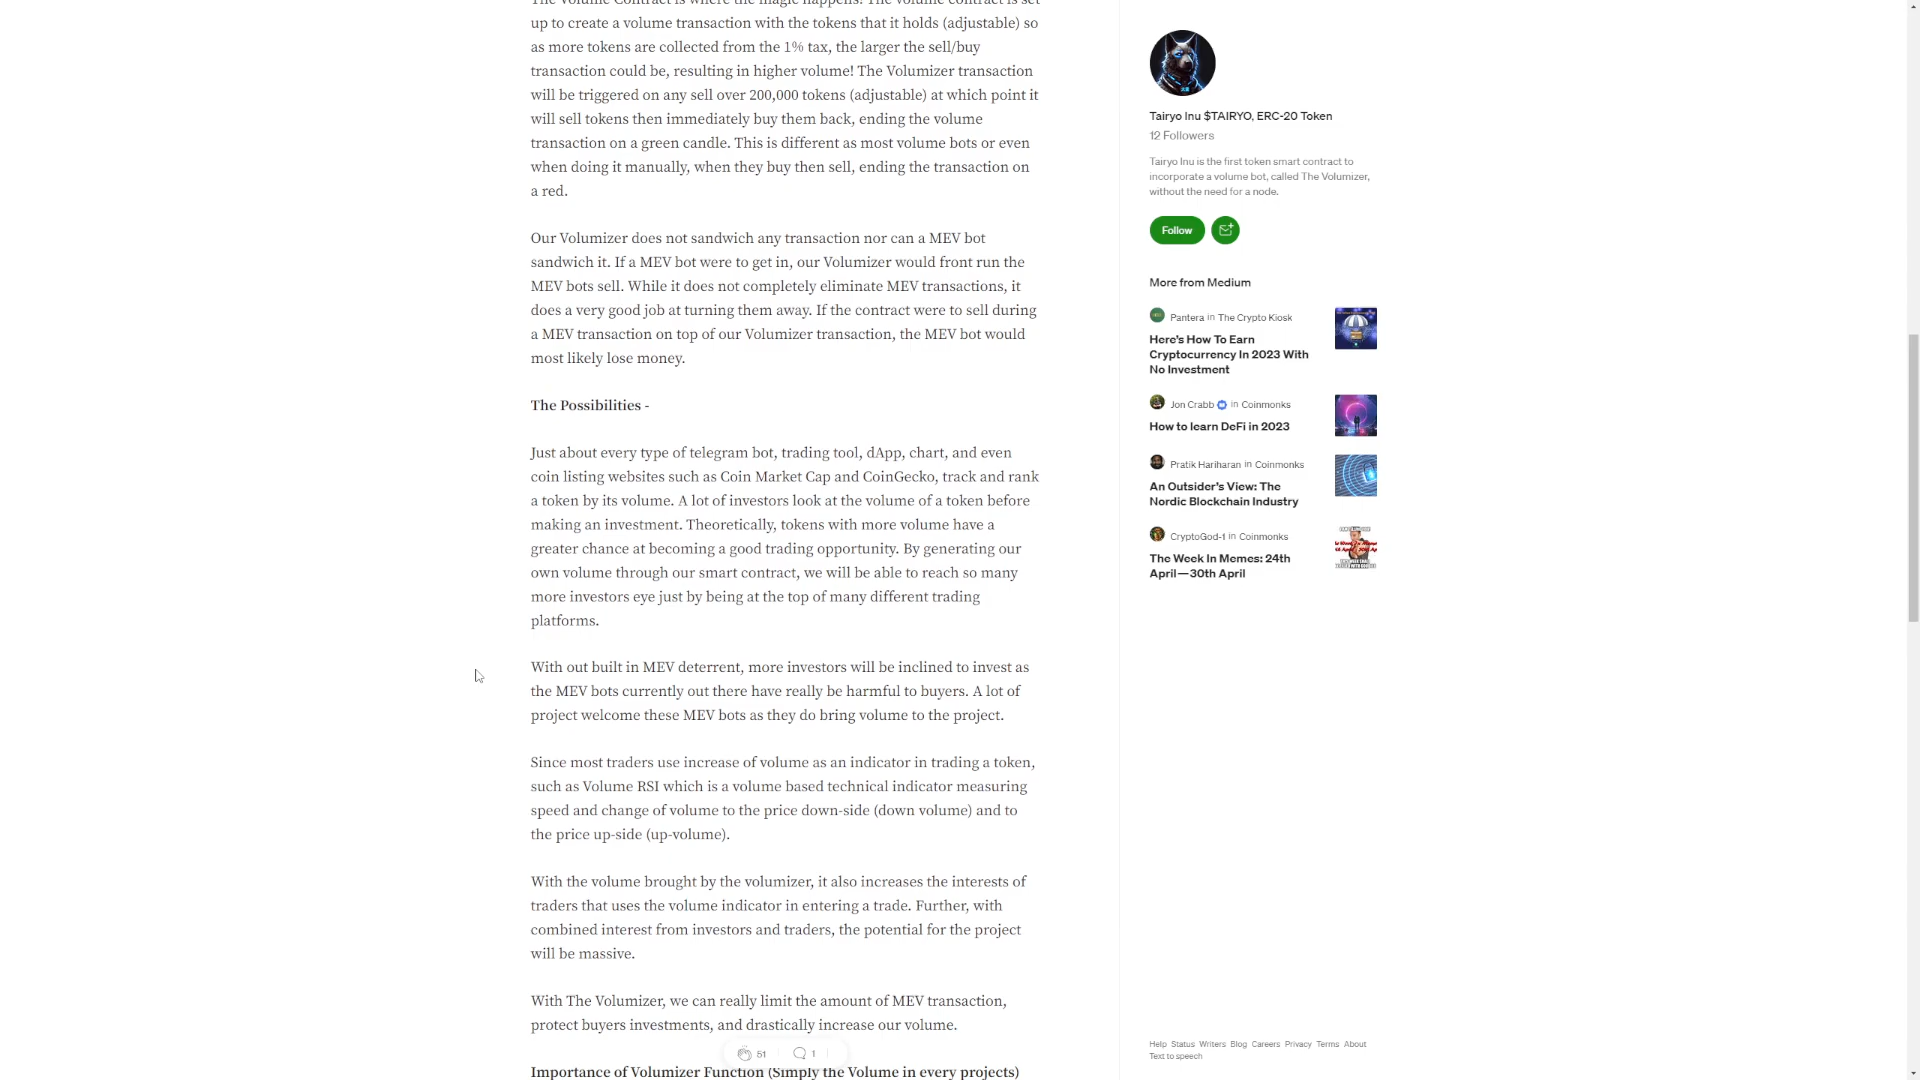 The Volume Contract is where the magic happens! The volume contract is set
up to create a volume transaction with the tokens that it holds (adjustable) so
as more tokens are collected from the 1% tax, the larger the sell/buy
transaction could be, resulting in higher volume! The Volumizer transaction
will be triggered on any sell over 200,000 tokens (adjustable) at which point it
will sell tokens then immediately buy them back, ending the volume
transaction on a green candle. This is different as most volume bots or even
when doing it manually, when they buy then sell, ending the transaction on
a red.
Our Volumizer does not sandwich any transaction nor can a MEV bot
sandwich it. If a MEV bot were to get in, our Volumizer would front run the
MEV bots sell. While it does not completely eliminate MEV transactions, it
does a very good job at turning them away. If the contract were to sell during
a MEV transaction on top of our Volumizer transaction, the MEV bot would
most likely lose money.
The Possibilities -
Just about every type of telegram bot, trading tool, dApp, chart, and even
coin listing websites such as Coin Market Cap and CoinGecko, track and rank
a token by its volume. A lot of investors look at the volume of a token before
making an investment. Theoretically, tokens with more volume have a
greater chance at becoming a good trading opportunity. By generating our
own volume through our smart contract, we will be able to reach so many
more investors eye just by being at the top of many different trading
platforms.
With out built in MEV deterrent, more investors will be inclined to invest as
the MEV bots currently out there have really be harmful to buyers. A lot of
project welcome these MEV bots as they do bring volume to the project.
Since most traders use increase of volume as an indicator in trading a token,
such as Volume RSI which is a volume based technical indicator measuring
speed and change of volume to the price down-side (down volume) and to
the price up-side (up-volume).
With the volume brought by the volumizer, it also increases the interests of
traders that uses the volume indicator in entering a trade. Further, with
combined interest from investors and traders, the potential for the project
will be massive.
With The Volumizer, we can really limit the amount of MEV transaction,
protect buyers investments, and drastically increase our volume.
51 1
Importance of Volumizer Function (Simply the Volume in every projects)
Tairyo Inu $TAIRYO, ERC-20 Token
12 Followers
Tairyo Inu is the first token smart contract to
incorporate a volume bot, called The Volumizer,
without the need for a node.
Follow
More from Medium
Pantera in The Crypto Kiosk
Here's How To Earn
Cryptocurrency In 2023 With
No Investment
Jon Crabb in Coinmonks
How to learn DeFi in 2023
Pratik Hariharan in Coinmonks
An Outsider's View: The
Nordic Blockchain Industry
CryptoGod-1 in Coinmonks
The Week In Memes: 24th
April—30th April
Help Status Writers Blog Careers Privacy Terms About
Text to speech